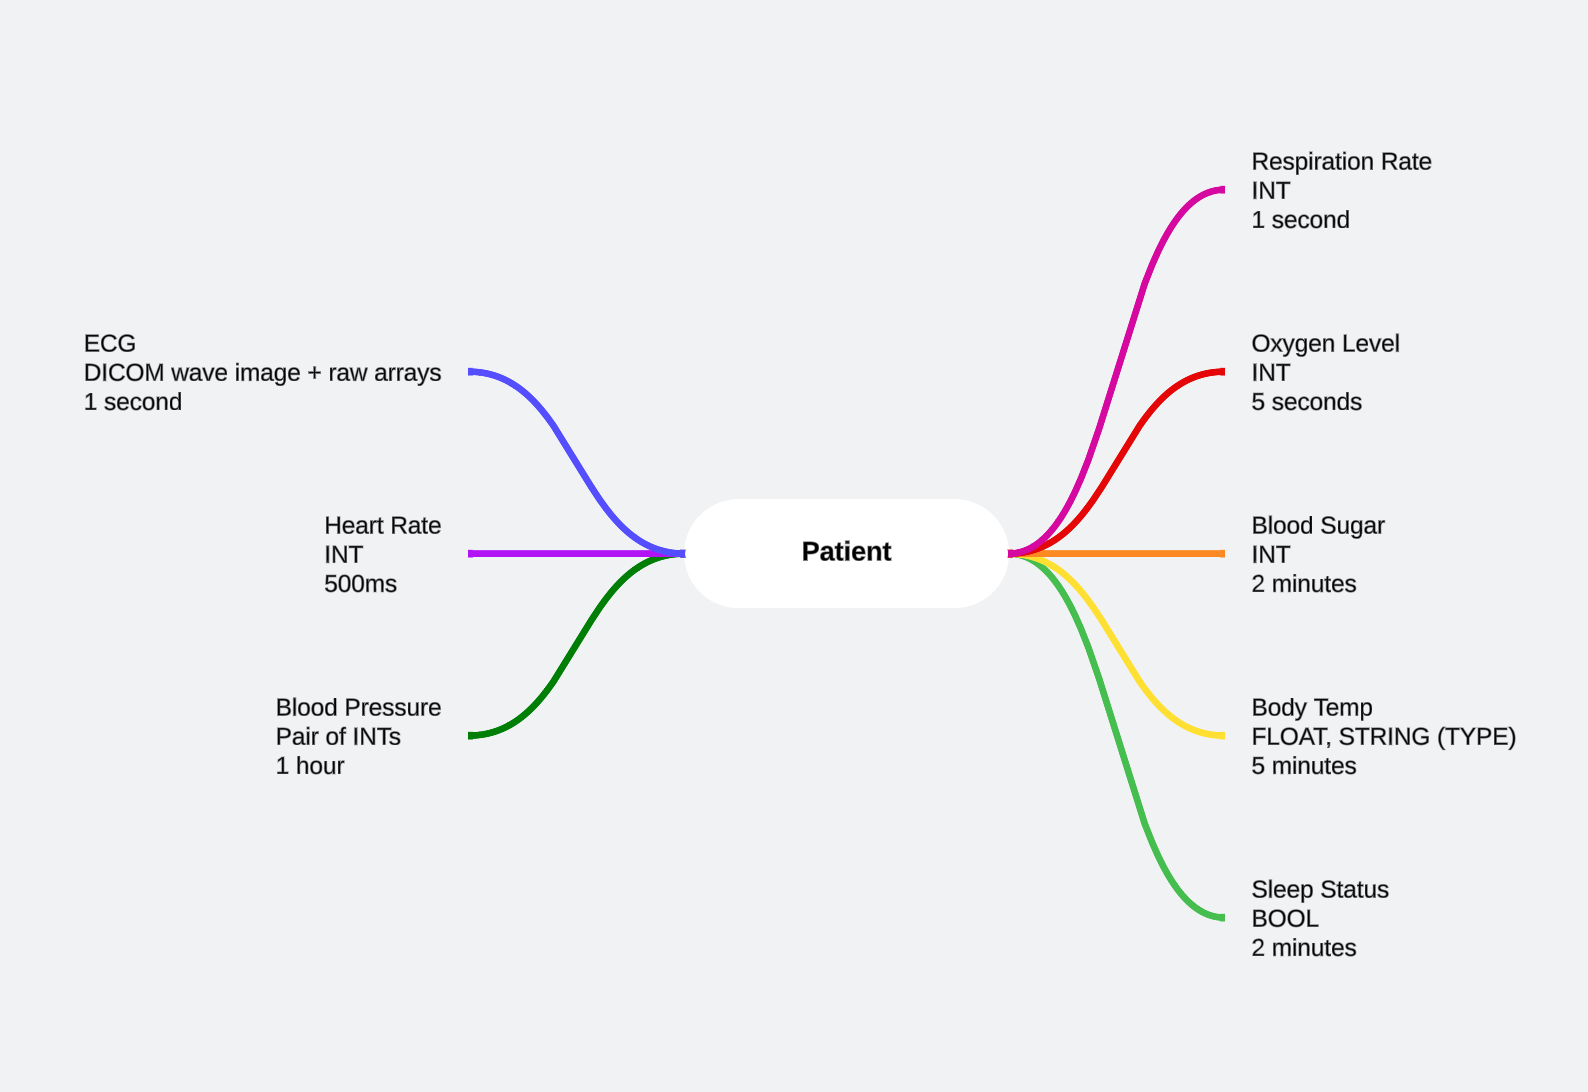 Patient
ECG
DICOM wave image + raw arrays
1 second
Heart Rate
INT
500ms
Blood Pressure
Pair of INTs
1 hour
Respiration Rate
INT
1 second
Oxygen Level
INT
5 seconds
Blood Sugar
INT
2 minutes
Body Temp
FLOAT, STRING (TYPE)
5 minutes
Sleep Status
BOOL
2 minutes